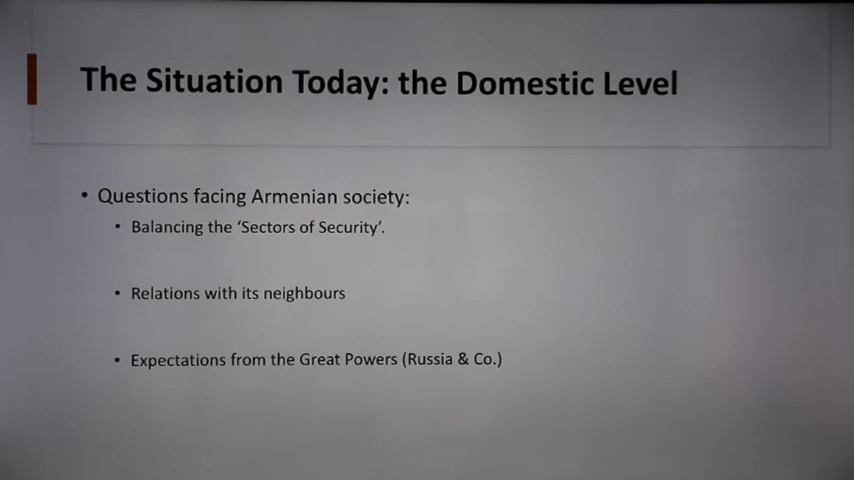 The Situation Today: the Domestic Level
• Questions facing Armenian society:
• Balancing the ‘Sectors of Security’.
• Relations with its neighbours
• Expectations from the Great Powers (Russia & Co.)